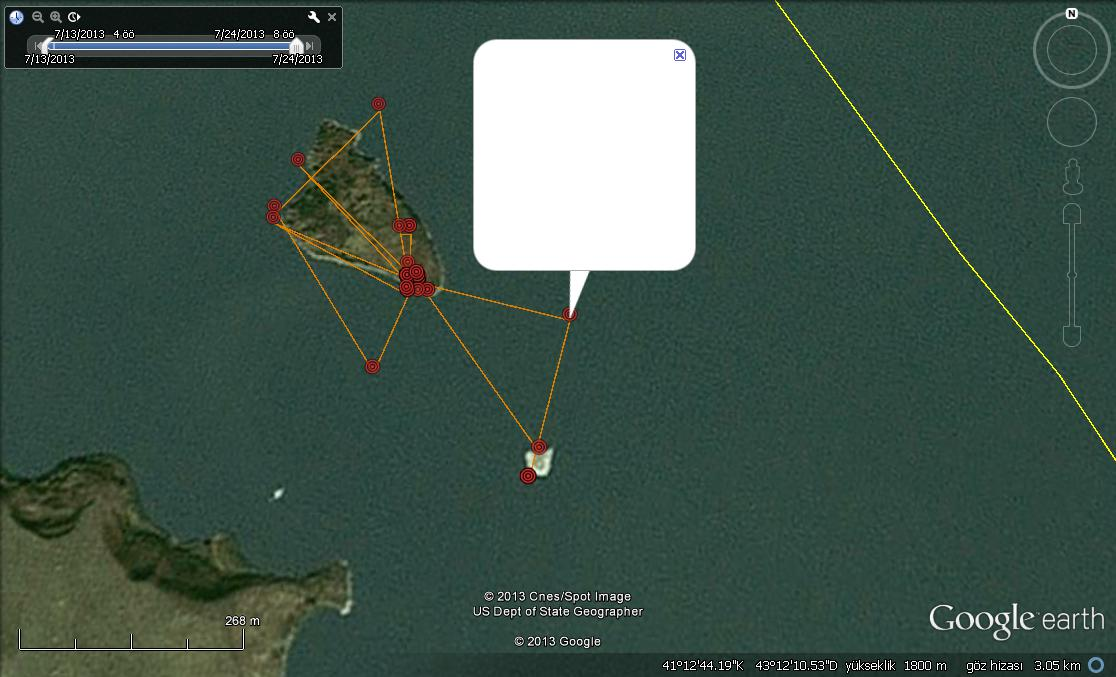 7/13/2013 4:öö
7/24/2013 8:öö
7/13/2013
7/24/2013
N
268 m
© 2013 Cnes/Spot Image
US Dept of State Geographer
© 2013 Google
Google earth
41°12'44.19"K 43°12'10.53"D yükseklik 1800 m göz hizası 3.05 km